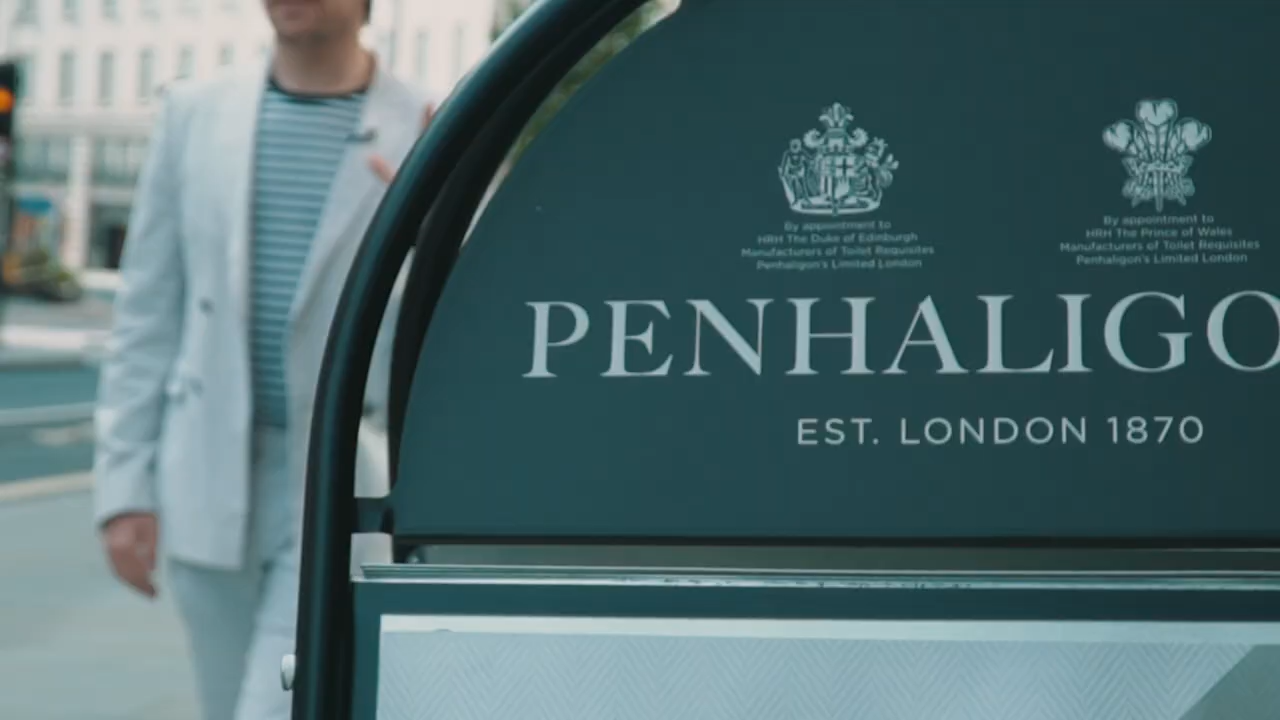 By appointment to
HRH The Duke of Edinburgh
Manufacturers of Toilet Requisites
Penhaligon's Limited London
By appointment to
HRH The Prince of Wales
Manufacturers of Toilet Requisites
Penhaligon's Limited London
PENHALIGO
EST. LONDON 1870